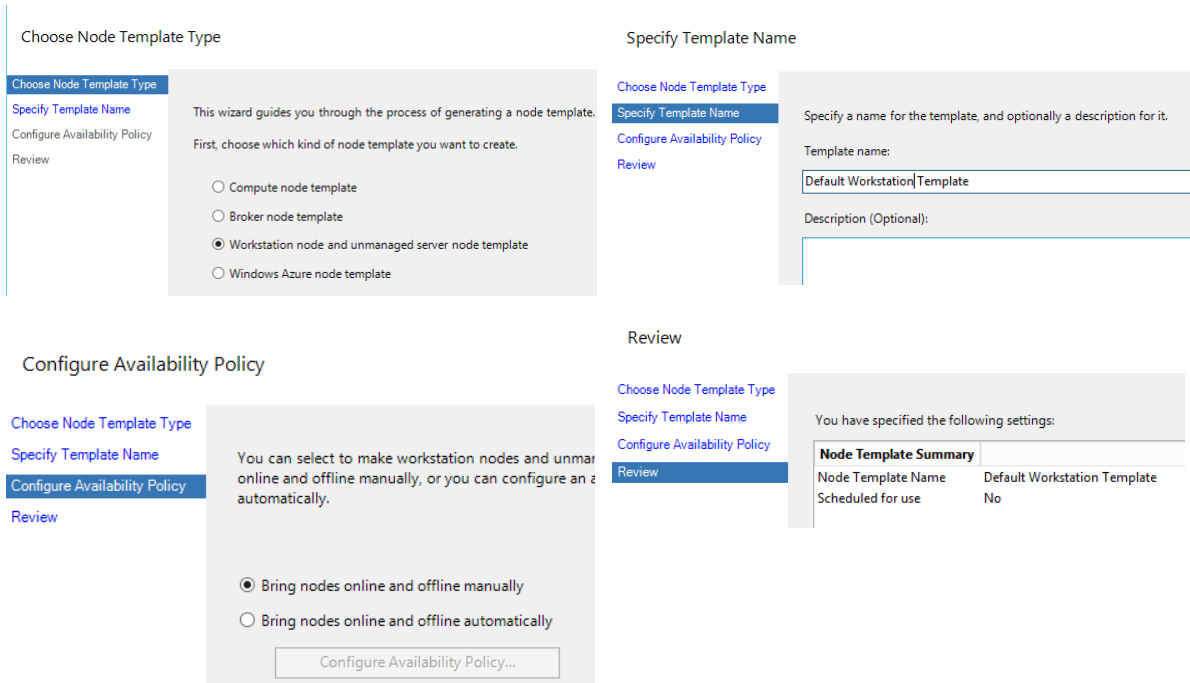 Choose Node Template Type
Choose Node Template Type
Specify Template Name
Configure Availability Policy
Review
This wizard guides you through the process of generating a node template.
First, choose which kind of node template you want to create.
Compute node template
Broker node template
Workstation node and unmanaged server node template
Windows Azure node template
Specify Template Name
Choose Node Template Type
Specify Template Name
Configure Availability Policy
Review
Specify a name for the template, and optionally a description for it.
Template name:
Default Workstation Template
Description (Optional):
Configure Availability Policy
Choose Node Template Type
Specify Template Name
Configure Availability Policy
Review
You can select to make workstation nodes and unmar
online and offline manually, or you can configure an a
automatically.
Bring nodes online and offline manually
Bring nodes online and offline automatically
Configure Availability Policy...
Review
Choose Node Template Type
Specify Template Name
Configure Availability Policy
Review
You have specified the following settings:
Node Template Summary
Node Template Name Default Workstation Template
Scheduled for use No